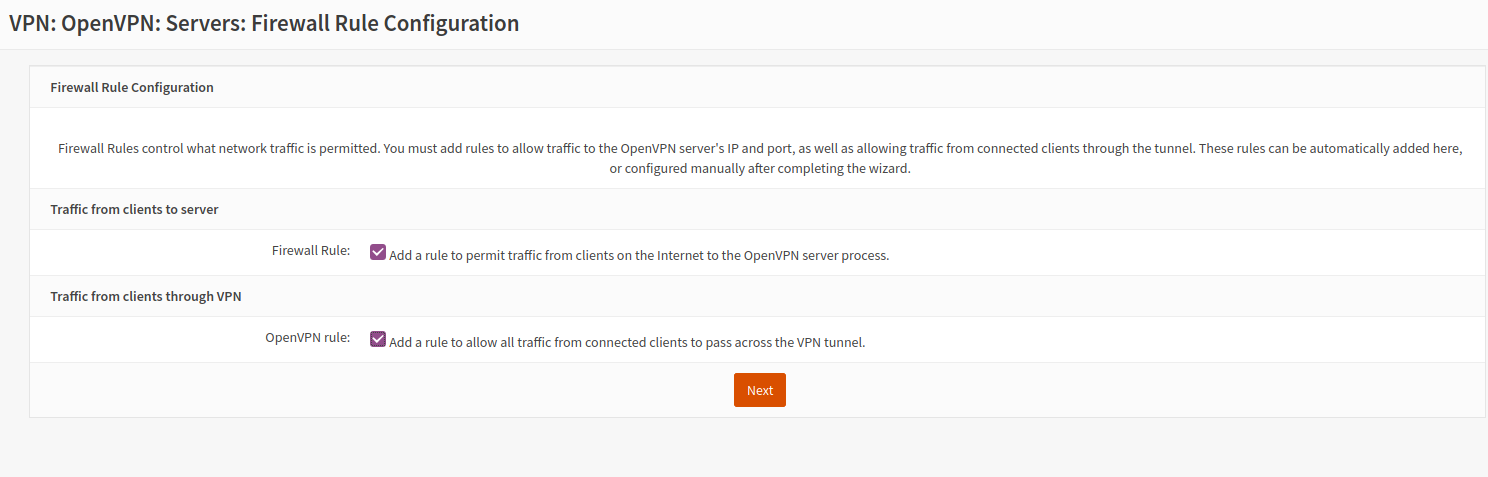 VPN: OpenVPN: Servers: Firewall Rule Configuration
Firewall Rule Configuration
Firewall Rules control what network traffic is permitted. You must add rules to allow traffic to the OpenVPN server's IP and port, as well as allowing traffic from connected clients through the tunnel. These rules can be automatically added here,
or configured manually after completing the wizard.
Traffic from clients to server
Firewall Rule: Add a rule to permit traffic from clients on the Internet to the OpenVPN server process.
Traffic from clients through VPN
OpenVPN rule: Add a rule to allow all traffic from connected clients to pass across the VPN tunnel.
Next